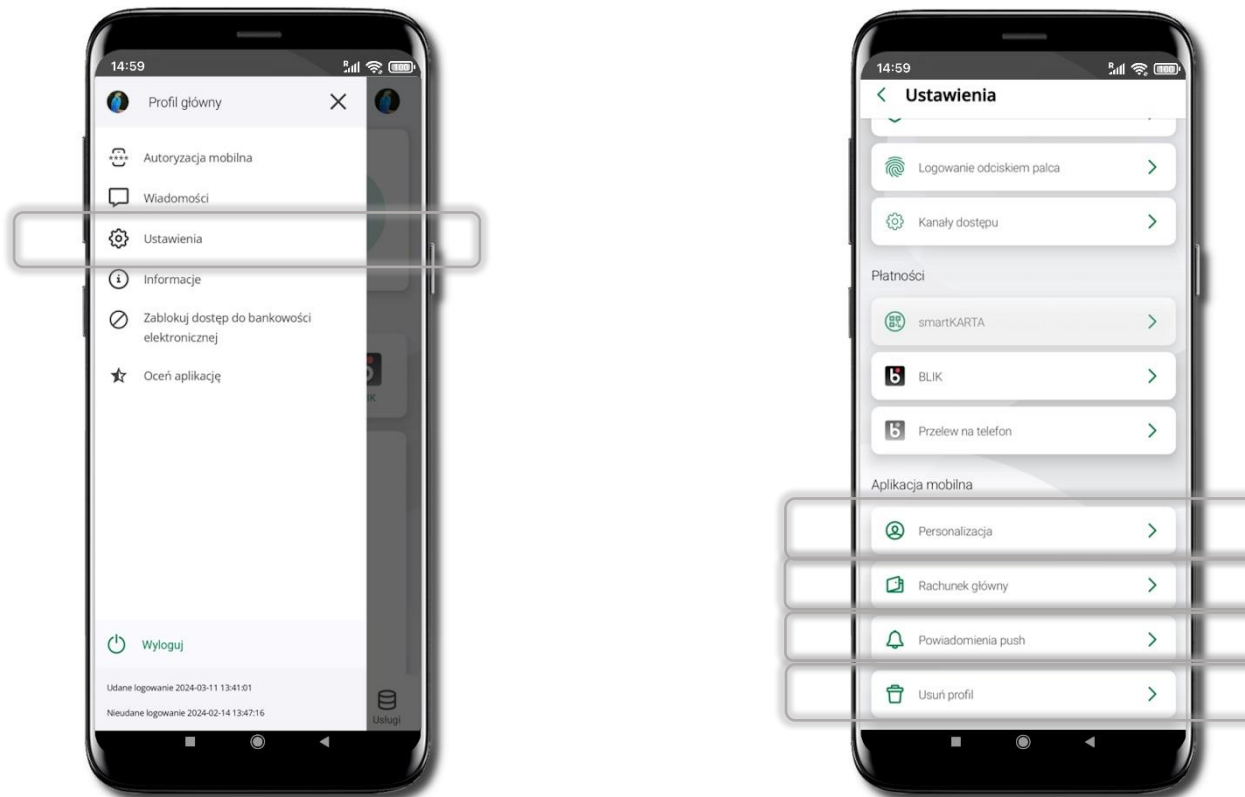 14:59
Profil główny
Autoryzacja mobilna
Wiadomości
Ustawienia
Informacje
Zablokuj dostęp do bankowości
elektronicznej
Oceń aplikację
Wyloguj
Udane logowanie 2024-03-11 13:41:01
Nieudane logowanie 2024-02-14 13:47:16
Usługi
14:59
Ustawienia
Logowanie odciskiem palca
Kanały dostępu
Płatności
smartKARTA
BLIK
Przelew na telefon
Aplikacja mobilna
Personalizacja
Rachunek główny
Powiadomienia push
Usuń profil